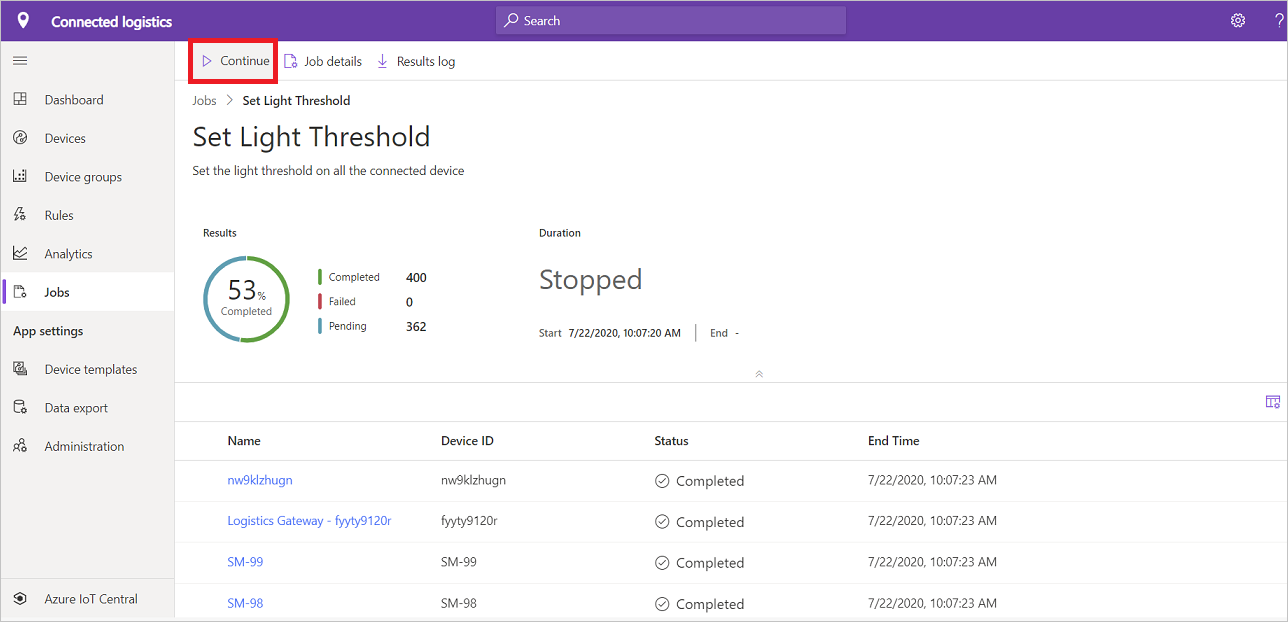 Connected logistics
Search
?
Continue
Job details
Results log
Dashboard
Devices
Device groups
Rules
Analytics
Jobs
App settings
Device templates
Data export
Administration
Azure IoT Central
Jobs > Set Light Threshold
Set Light Threshold
Set the light threshold on all the connected device
Results
53%
Completed
Completed 400
Failed 0
Pending 362
Duration
Stopped
Start 7/22/2020, 10:07:20 AM | End -
Name Device ID Status End Time
nw9klzhugn nw9klzhugn Completed 7/22/2020, 10:07:23 AM
Logistics Gateway - fyyty9120r fyyty9120r Completed 7/22/2020, 10:07:23 AM
SM-99 SM-99 Completed 7/22/2020, 10:07:23 AM
SM-98 SM-98 Completed 7/22/2020, 10:07:23 AM